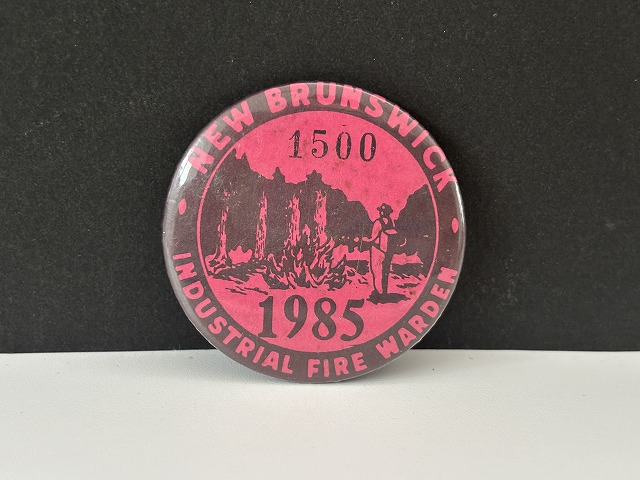 NEW BRUNSWICK
1500
1985
INDUSTRIAL FIRE WARDEN